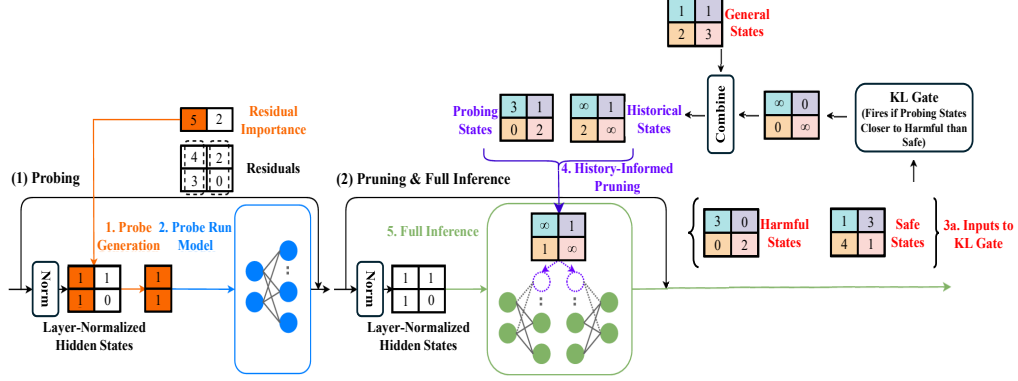 1 1
2 3
General
States
Combine
∞ 0
0 ∞
KL Gate
(Fires if Probing States
Closer to Harmful than
Safe)
Probing
States
3 1
0 2
∞ 1
2 ∞
Historical
States
5 2
Residual
Importance
4 2
3 0
Residuals
(1) Probing
(2) Pruning & Full Inference
4. History-Informed
Pruning
1. Probe
Generation
2. Probe Run
Model
5. Full Inference
∞ 1
1 ∞
3 0
0 2
Harmful
States
1 3
4 1
Safe
States
3a. Inputs to
KL Gate
Norm
1 1
1 0
1
1
Layer-Normalized
Hidden States
Norm
1 1
1 0
Layer-Normalized
Hidden States